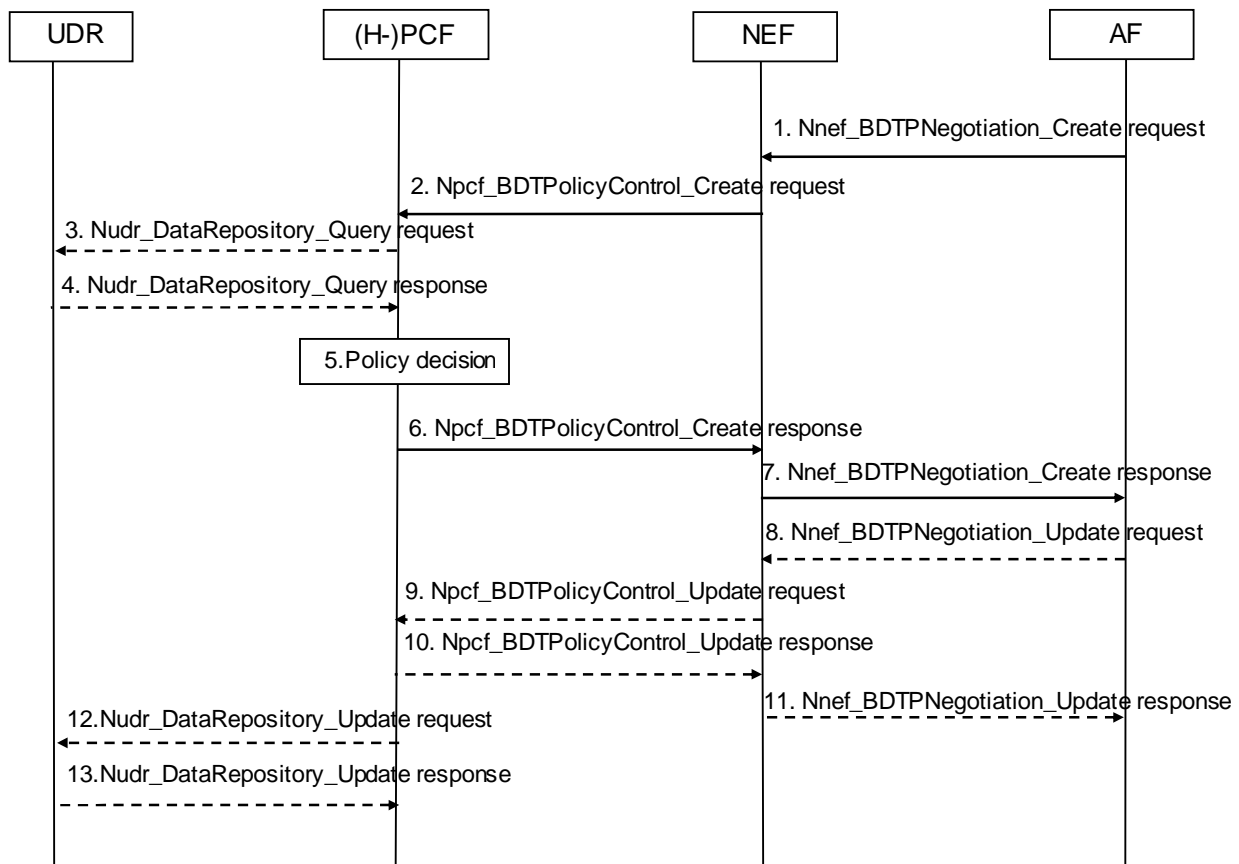 UDR
(H-)PCF
NEF
AF
1. Nnef_BDTPNegotiation_Create request
2. Npcf_BDTPolicyControl_Create request
3. Nudr_DataRepository_Query request
4. Nudr_DataRepository_Query response
5.Policy decision
6. Npcf_BDTPolicyControl_Create response
7. Nnef_BDTPNegotiation_Create response
8. Nnef_BDTPNegotiation_Update request
9. Npcf_BDTPolicyControl_Update request
10. Npcf_BDTPolicyControl_Update response
11. Nnef_BDTPNegotiation_Update response
12.Nudr_DataRepository_Update request
13.Nudr_DataRepository_Update response